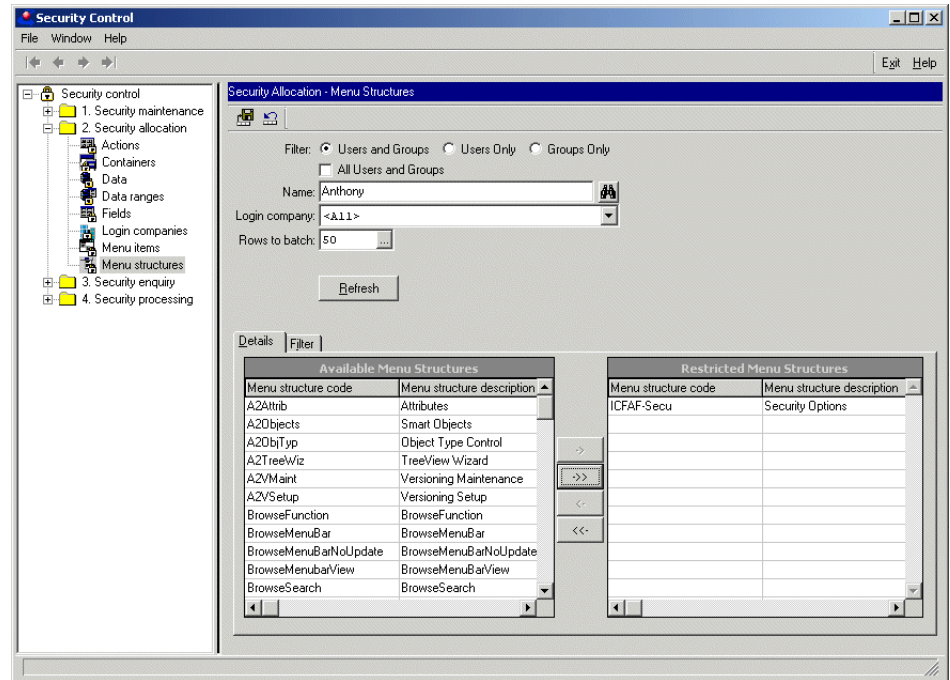 Security Control
File Window Help
Exit Help
Security control
1. Security maintenance
2. Security allocation
Actions
Containers
Data
Data ranges
Fields
Login companies
Menu items
Menu structures
3. Security enquiry
4. Security processing
Security Allocation - Menu Structures
Filter: Users and Groups Users Only Groups Only
All Users and Groups
Name: Anthony
Login company: <All>
Rows to batch: 50 ...
Refresh
Details Filter
Available Menu Structures
Menu structure code Menu structure description
A2Attrib Attributes
A2Objects Smart Objects
A2ObjTyp Object Type Control
A2TreeWiz TreeView Wizard
A2VMaint Versioning Maintenance
A2VSetup Versioning Setup
BrowseFunction BrowseFunction
BrowseMenuBar BrowseMenuBar
BrowseMenuBarNoUpdate BrowseMenuBarNoUpdate
BrowseMenubarView BrowseMenuBarView
BrowseSearch BrowseSearch
->
->>
<-
<<-
Restricted Menu Structures
Menu structure code Menu structure description
ICFAF-Secu Security Options